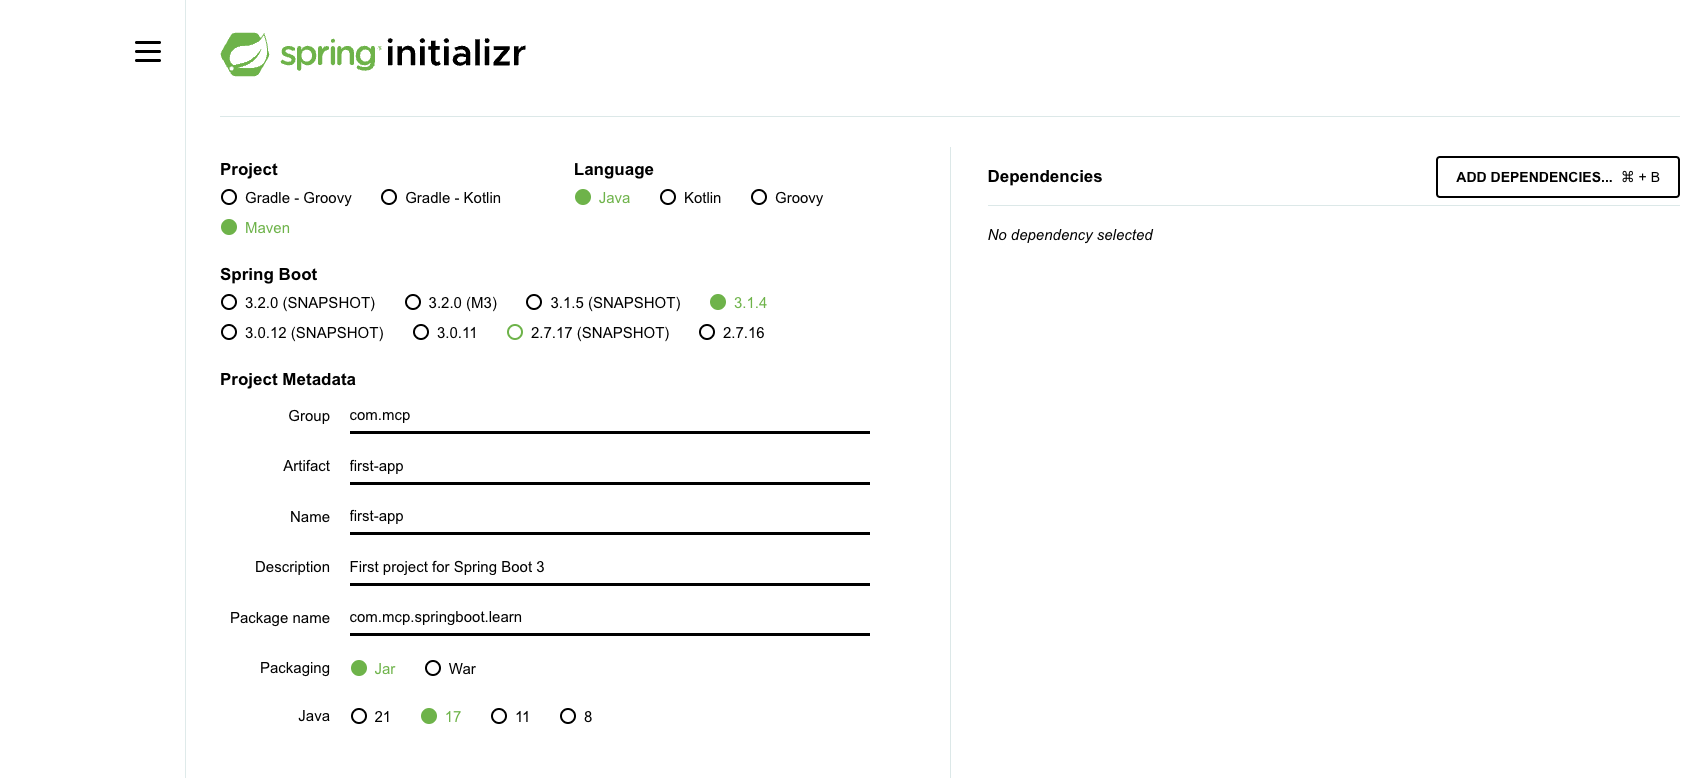 spring initializr
Project
Gradle - Groovy Gradle - Kotlin
Maven
Language
Java Kotlin Groovy
Spring Boot
3.2.0 (SNAPSHOT) 3.2.0 (M3) 3.1.5 (SNAPSHOT) 3.1.4
3.0.12 (SNAPSHOT) 3.0.11 2.7.17 (SNAPSHOT) 2.7.16
Project Metadata
Group com.mcp
Artifact first-app
Name first-app
Description First project for Spring Boot 3
Package name com.mcp.springboot.learn
Packaging Jar War
Java 21 17 11 8
Dependencies
ADD DEPENDENCIES... ⌘ + B
No dependency selected